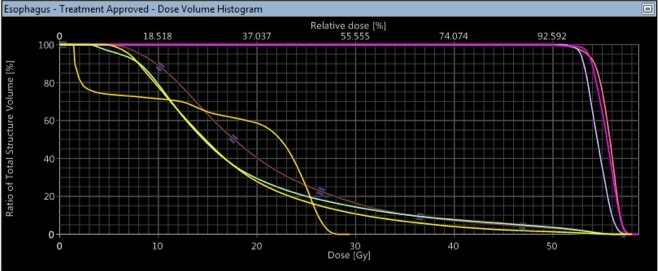 Esophagus - Treatment Approved - Dose Volume Histogram
Relative dose [%]
0 18.518 37.037 55.555 74.074 92.592
100
80
60
40
20
0
Ratio of Total Structure Volume [%]
0 10 20 30 40 50
Dose [Gy]